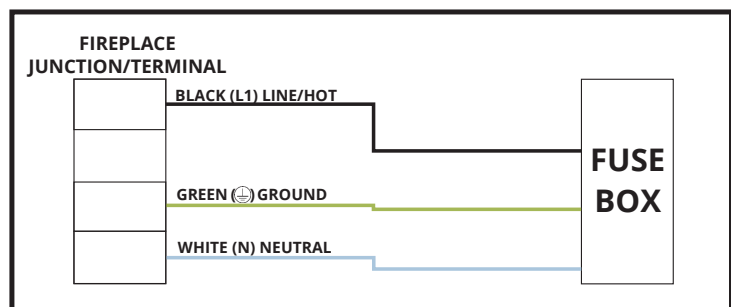 FIREPLACE
JUNCTION/TERMINAL
BLACK (L1) LINE/HOT
GREEN (⏚) GROUND
WHITE (N) NEUTRAL
FUSE
BOX